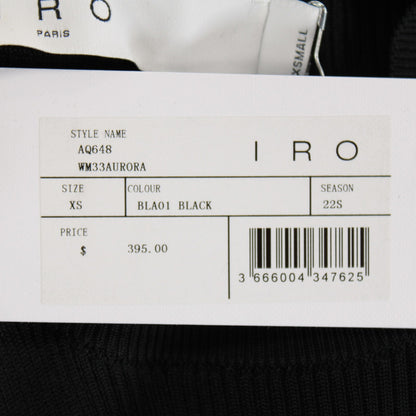 I R O
PARIS
XSMALL
STYLE NAME
AQ648
WM33AURORA
I R O
SIZE
XS
COLOUR
BLA01 BLACK
SEASON
22S
PRICE
$ 395.00
3 666004 347625